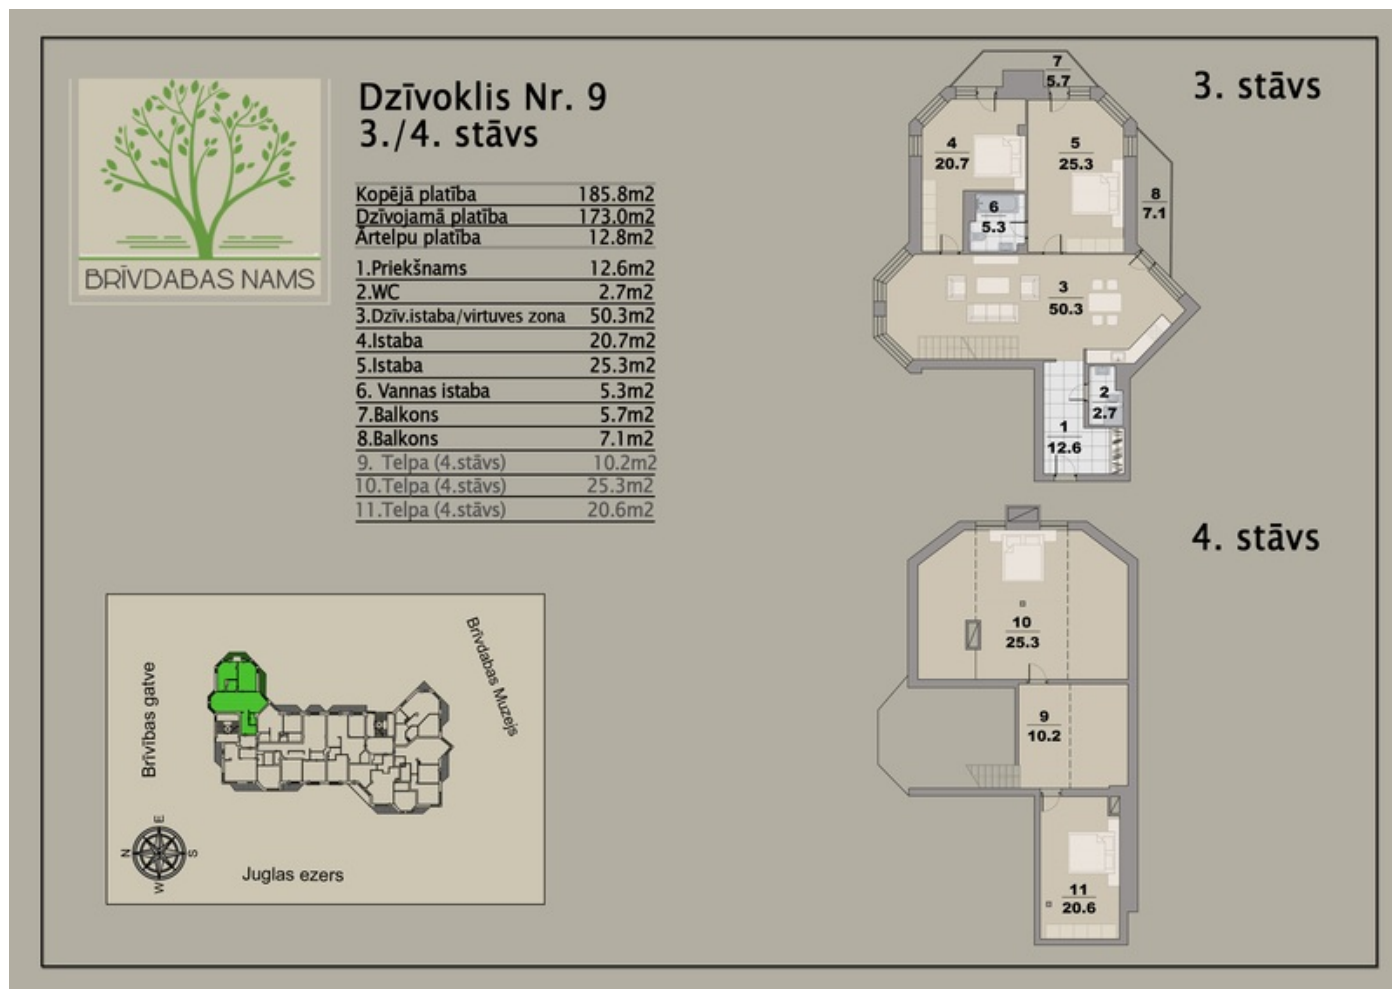 BRĪVDABAS NAMS
Dzīvoklis Nr. 9
3./4. stāvs
Kopējā platība 185.8m2
Dzīvojamā platība 173.0m2
Ārtelpu platība 12.8m2
1.Priekšnams 12.6m2
2.WC 2.7m2
3.Dzīv.istaba/virtuves zona 50.3m2
4.Istaba 20.7m2
5.Istaba 25.3m2
6. Vannas istaba 5.3m2
7.Balkons 5.7m2
8.Balkons 7.1m2
9. Telpa (4.stāvs) 10.2m2
10.Telpa (4.stāvs) 25.3m2
11.Telpa (4.stāvs) 20.6m2
3. stāvs
7
5.7
4
20.7
5
25.3
8
7.1
6
5.3
3
50.3
2
2.7
1
12.6
4. stāvs
10
25.3
9
10.2
11
20.6
Brīvības gatve
Brīvdabas Muzejs
Juglas ezers
E
N
S
W